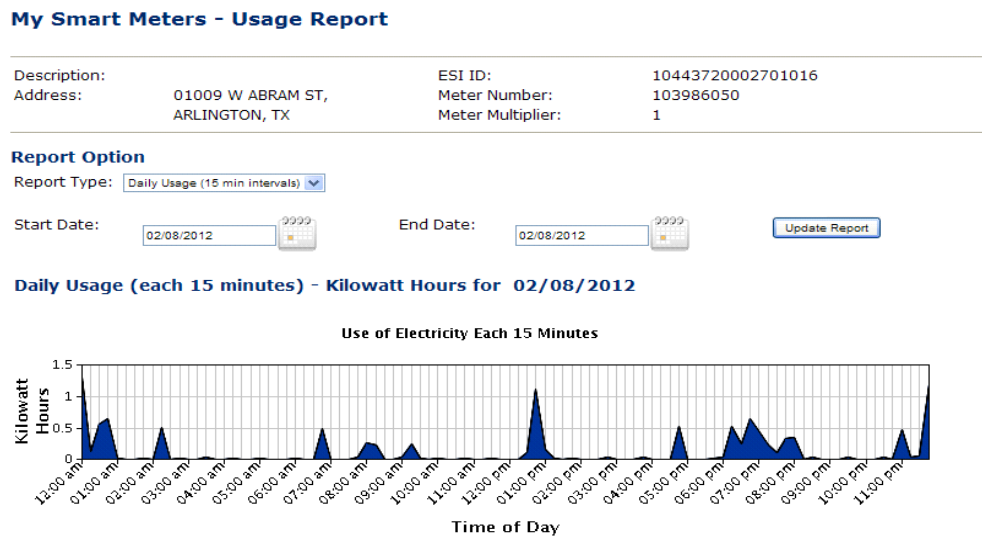 My Smart Meters - Usage Report
Description:
ESI ID: 10443720002701016
Address: 01009 W ABRAM ST,
Meter Number: 103986050
ARLINGTON, TX
Meter Multiplier: 1
Report Option
Report Type: Daily Usage (15 min intervals)
Start Date: 02/08/2012
End Date: 02/08/2012
Update Report
Daily Usage (each 15 minutes) - Kilowatt Hours for 02/08/2012
Use of Electricity Each 15 Minutes
Kilowatt
Hours
1.5
1
0.5
0
12:00 am
01:00 am
02:00 am
03:00 am
04:00 am
05:00 am
06:00 am
07:00 am
08:00 am
09:00 am
10:00 am
11:00 am
12:00 pm
01:00 pm
02:00 pm
03:00 pm
04:00 pm
05:00 pm
06:00 pm
07:00 pm
08:00 pm
09:00 pm
10:00 pm
11:00 pm
Time of Day